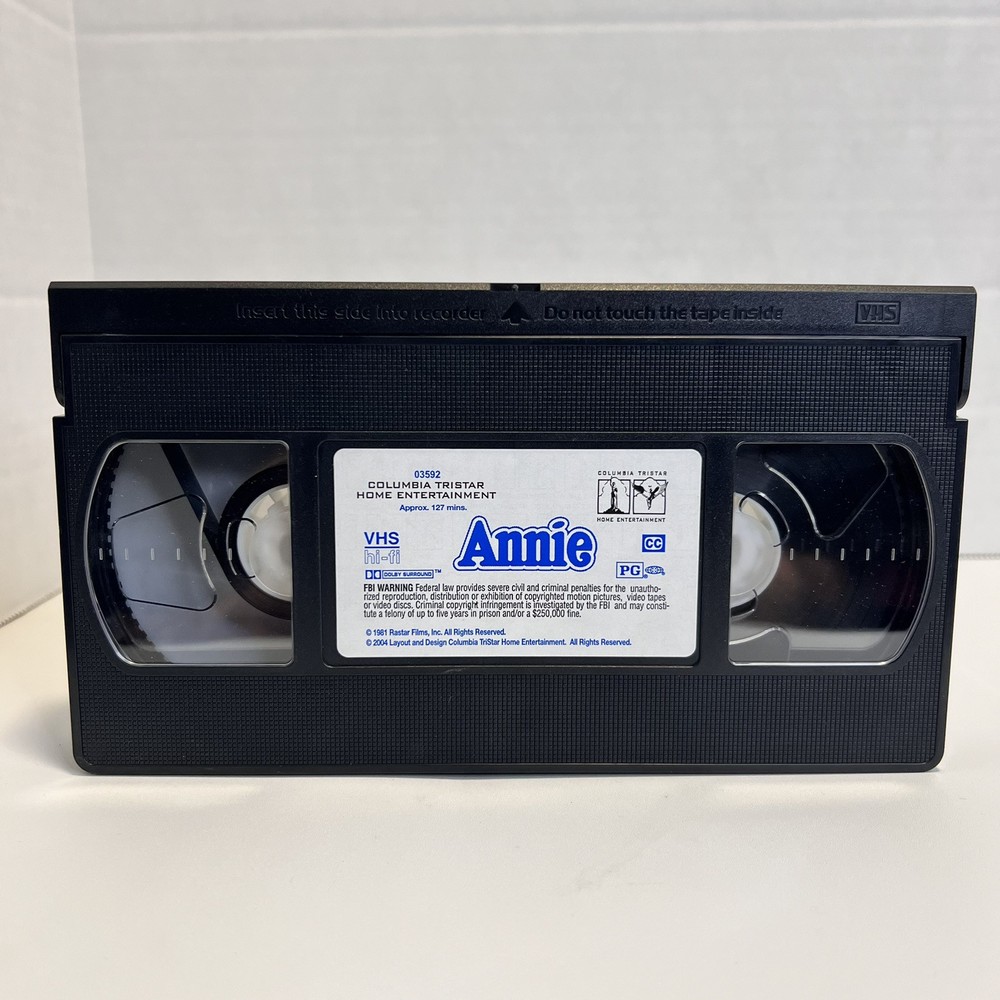 Insert this side into recorder Do not touch the tape inside VHS
03592
COLUMBIA TRISTAR
HOME ENTERTAINMENT
Approx. 127 mins.
COLUMBIA TRISTAR
HOME ENTERTAINMENT
VHS
hi-fi
DOLBY SURROUND™
Annie
CC
PG
FBI WARNING Federal law provides severe civil and criminal penalties for the unautho-
rized reproduction, distribution or exhibition of copyrighted motion pictures, video tapes
or video discs. Criminal copyright infringement is investigated by the FBI and may consti-
tute a felony of up to five years in prison and/or a $250,000 fine.
© 1981 Rastar Films, Inc. All Rights Reserved.
© 2004 Layout and Design Columbia TriStar Home Entertainment. All Rights Reserved.